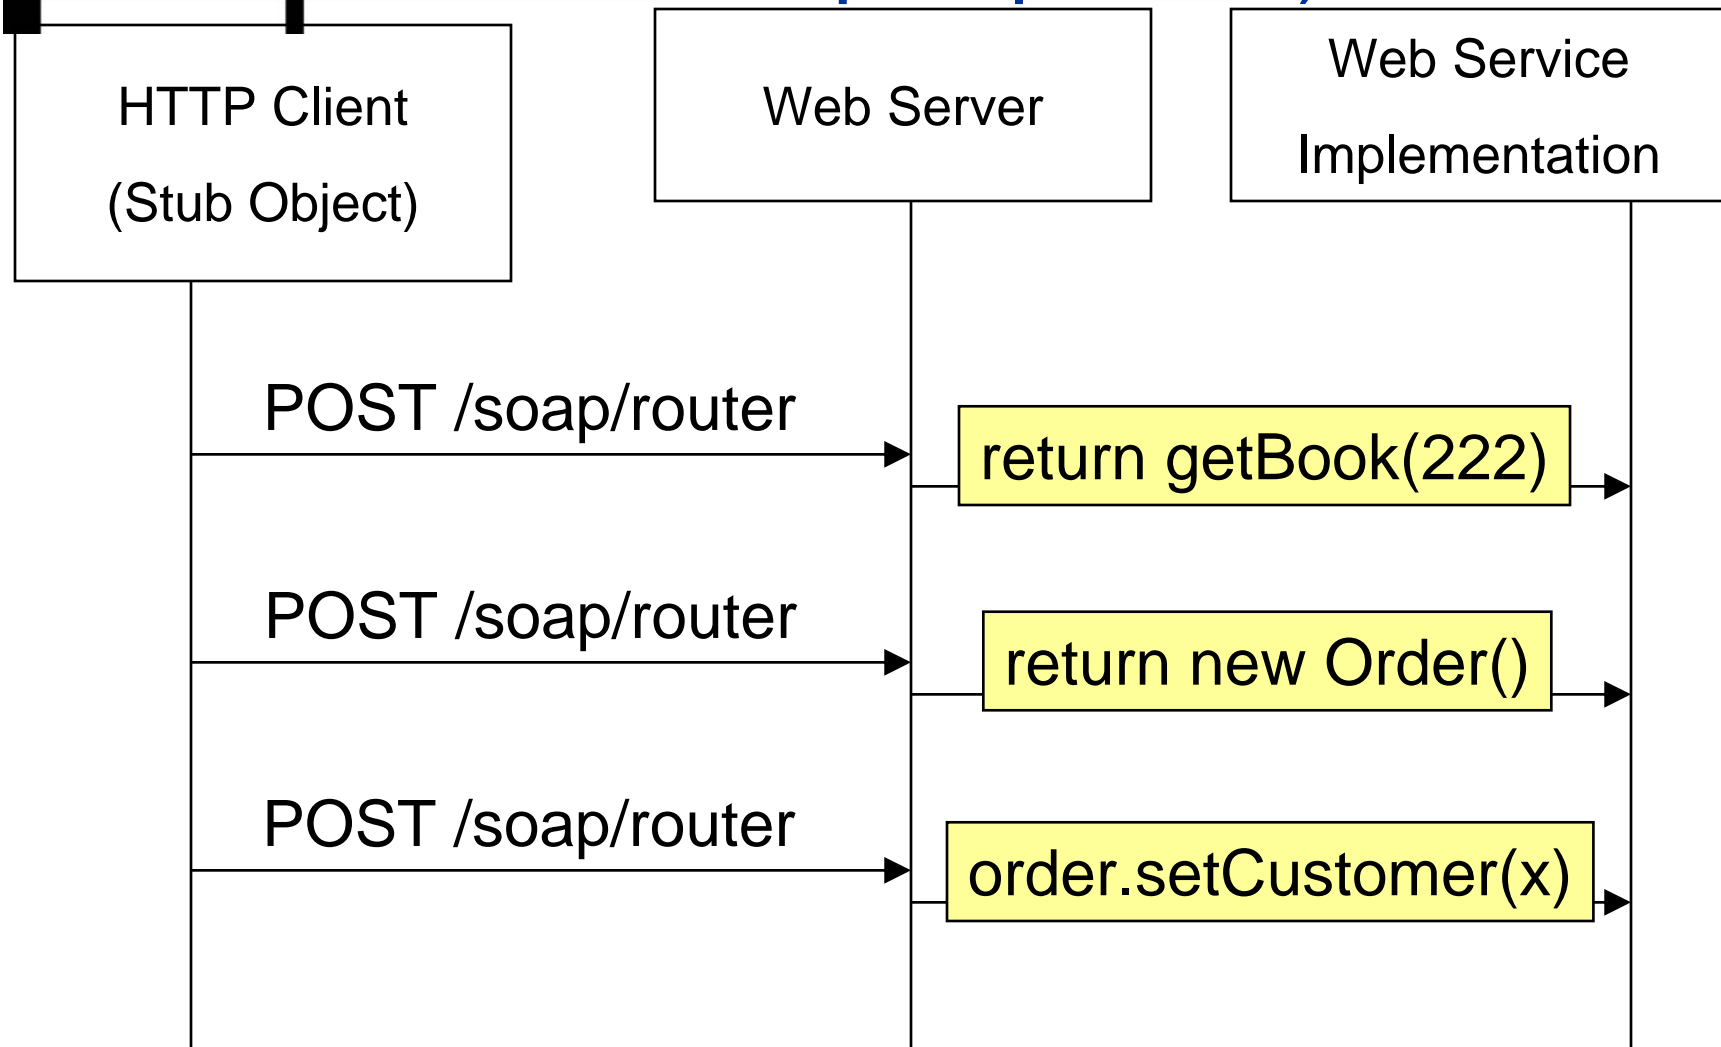 HTTP Client
(Stub Object)
Web Server
Web Service
Implementation
POST /soap/router
return getBook(222)
POST /soap/router
return new Order()
POST /soap/router
order.setCustomer(x)